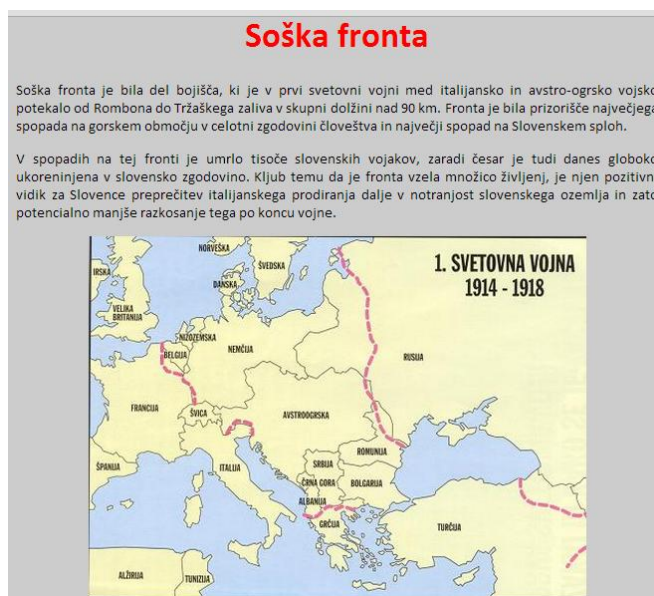 Soška fronta
Soška fronta je bila del bojišča, ki je v prvi svetovni vojni med italijansko in avstro-ogrsko vojsko
potekalo od Rombona do Tržaškega zaliva v skupni dolžini nad 90 km. Fronta je bila prizorišče največjega
spopada na gorskem območju v celotni zgodovini človeštva in največji spopad na Slovenskem sploh.
V spopadih na tej fronti je umrlo tisoče slovenskih vojakov, zaradi česar je tudi danes globoko
ukoreninjena v slovensko zgodovino. Kljub temu da je fronta vzela množico življenj, je njen pozitivni
vidik za Slovence preprečitev italijanskega prodiranja dalje v notranjost slovenskega ozemlja in zato
potencialno manjše razkosanje tega po koncu vojne.
1. SVETOVNA VOJNA
1914 - 1918
NORVEŠKA
ŠVEDSKA
IRSKA
DANSKA
VELIKA
BRITANIJA
NIZOZEMSKA
BELGIJA
NEMČIJA
RUSIJA
FRANCIJA
ŠVICA
AVSTROOGRSKA
ROMUNIJA
ŠPANIJA
ITALIJA
SRBIJA
ČRNA GORA
BOLGARIJA
ALBANIJA
GRČIJA
TURČIJA
ALŽIRIJA
TUNIZIJA